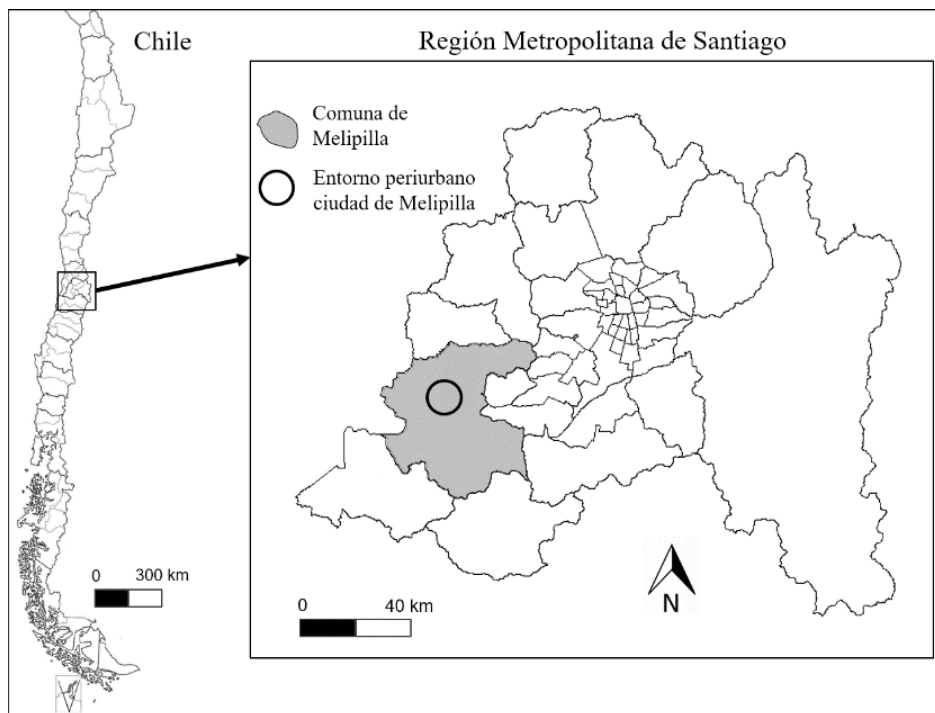 Chile
Región Metropolitana de Santiago
Comuna de
Melipilla
Entorno periurbano
ciudad de Melipilla
0 300 km
0 40 km
N